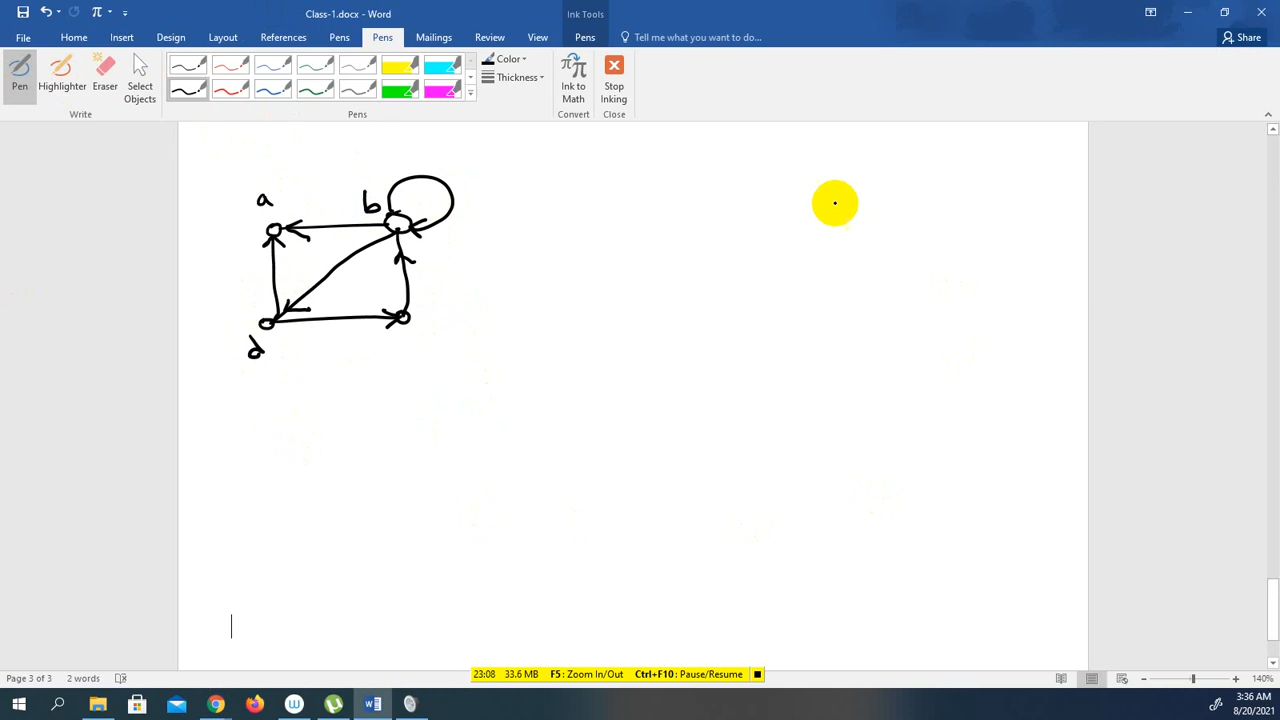 Class-1.docx - Word
Ink Tools
File
Home
Insert
Design
Layout
References
Pens
Pens
Mailings
Review
View
Pens
Tell me what you want to do...
Share
Pen
Highlighter
Eraser
Select Objects
Color
Thickness
Ink to Math
Stop Inking
Write
Pens
Convert
Close
a
b
d
23:08 33.6 MB F5: Zoom In/Out Ctrl+F10: Pause/Resume
Page 3 of 3 2 words
140%
3:36 AM
8/20/2021